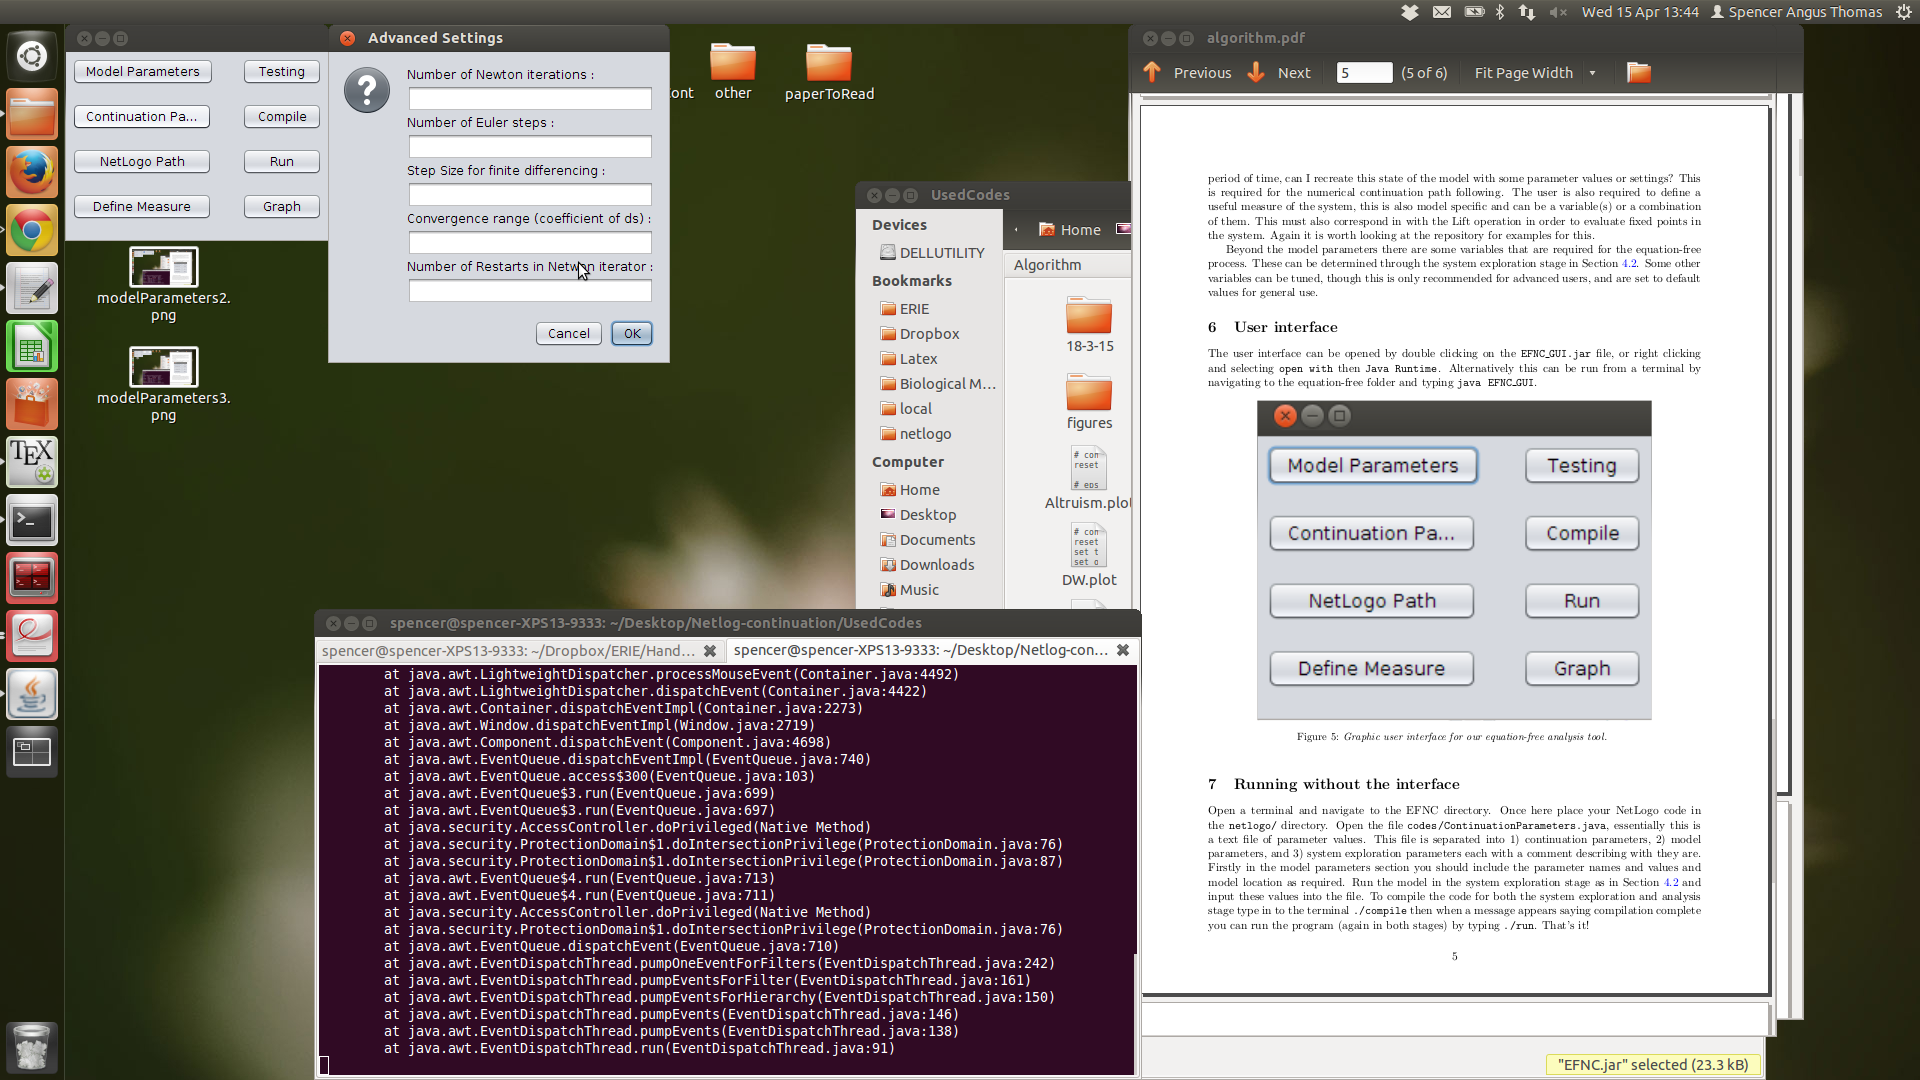 Wed 15 Apr 13:44 Spencer Angus Thomas
Model Parameters Testing
Continuation Pa... Compile
NetLogo Path Run
Define Measure Graph
Advanced Settings
Number of Newton iterations :
Number of Euler steps :
Step Size for finite differencing :
Convergence range (coefficient of ds) :
Number of Restarts in Netwon iterator :
Cancel OK
ont
other
paperToRead
modelParameters2.
png
modelParameters3.
png
UsedCodes
Devices
DELLUTILITY
Bookmarks
ERIE
Dropbox
Latex
Biological M...
local
netlogo
Computer
Home
Desktop
Documents
Downloads
Music
Home
Algorithm
18-3-15
figures
# con
reset
# eps
Altruism.plot
# con
reset
set t
set o
DW.plot
spencer@spencer-XPS13-9333: ~/Desktop/Netlog-continuation/UsedCodes
spencer@spencer-XPS13-9333: ~/Dropbox/ERIE/Hand...
spencer@spencer-XPS13-9333: ~/Desktop/Netlog-con...
at java.awt.LightweightDispatcher.processMouseEvent(Container.java:4492)
at java.awt.LightweightDispatcher.dispatchEvent(Container.java:4422)
at java.awt.Container.dispatchEventImpl(Container.java:2273)
at java.awt.Window.dispatchEventImpl(Window.java:2719)
at java.awt.Component.dispatchEvent(Component.java:4698)
at java.awt.EventQueue.dispatchEventImpl(EventQueue.java:740)
at java.awt.EventQueue.access$300(EventQueue.java:103)
at java.awt.EventQueue$3.run(EventQueue.java:699)
at java.awt.EventQueue$3.run(EventQueue.java:697)
at java.security.AccessController.doPrivileged(Native Method)
at java.security.ProtectionDomain$1.doIntersectionPrivilege(ProtectionDomain.java:76)
at java.security.ProtectionDomain$1.doIntersectionPrivilege(ProtectionDomain.java:87)
at java.awt.EventQueue$4.run(EventQueue.java:713)
at java.awt.EventQueue$4.run(EventQueue.java:711)
at java.security.AccessController.doPrivileged(Native Method)
at java.security.ProtectionDomain$1.doIntersectionPrivilege(ProtectionDomain.java:76)
at java.awt.EventQueue.dispatchEvent(EventQueue.java:710)
at java.awt.EventDispatchThread.pumpOneEventForFilters(EventDispatchThread.java:242)
at java.awt.EventDispatchThread.pumpEventsForFilter(EventDispatchThread.java:161)
at java.awt.EventDispatchThread.pumpEventsForHierarchy(EventDispatchThread.java:150)
at java.awt.EventDispatchThread.pumpEvents(EventDispatchThread.java:146)
at java.awt.EventDispatchThread.pumpEvents(EventDispatchThread.java:138)
at java.awt.EventDispatchThread.run(EventDispatchThread.java:91)
algorithm.pdf
Previous Next 5 (5 of 6) Fit Page Width
period of time, can I recreate this state of the model with some parameter values or settings? This
is required for the numerical continuation path following. The user is also required to define a
useful measure of the system, this is also model specific and can be a variable(s) or a combination
of them. This must also correspond in with the Lift operation in order to evaluate fixed points in
the system. Again it is worth looking at the repository for examples for this.
Beyond the model parameters there are some variables that are required for the equation-free
process. These can be determined through the system exploration stage in Section 4.2. Some other
variables can be tuned, though this is only recommended for advanced users, and are set to default
values for general use.
6 User interface
The user interface can be opened by double clicking on the EFNC_GUI.jar file, or right clicking
and selecting open with then Java Runtime. Alternatively this can be run from a terminal by
navigating to the equation-free folder and typing java EFNC_GUI.
Model Parameters Testing
Continuation Pa... Compile
NetLogo Path Run
Define Measure Graph
Figure 5: Graphic user interface for our equation-free analysis tool.
7 Running without the interface
Open a terminal and navigate to the EFNC directory. Once here place your NetLogo code in
the netlogo/ directory. Open the file codes/ContinuationParameters.java, essentially this is
a text file of parameter values. This file is separated into 1) continuation parameters, 2) model
parameters, and 3) system exploration parameters each with a comment describing with they are.
Firstly in the model parameters section you should include the parameter names and values and
model location as required. Run the model in the system exploration stage as in Section 4.2 and
input these values into the file. To compile the code for both the system exploration and analysis
stage type in to the terminal ./compile then when a message appears saying compilation complete
you can run the program (again in both stages) by typing ./run. That's it!
5
"EFNC.jar" selected (23.3 kB)
TEX